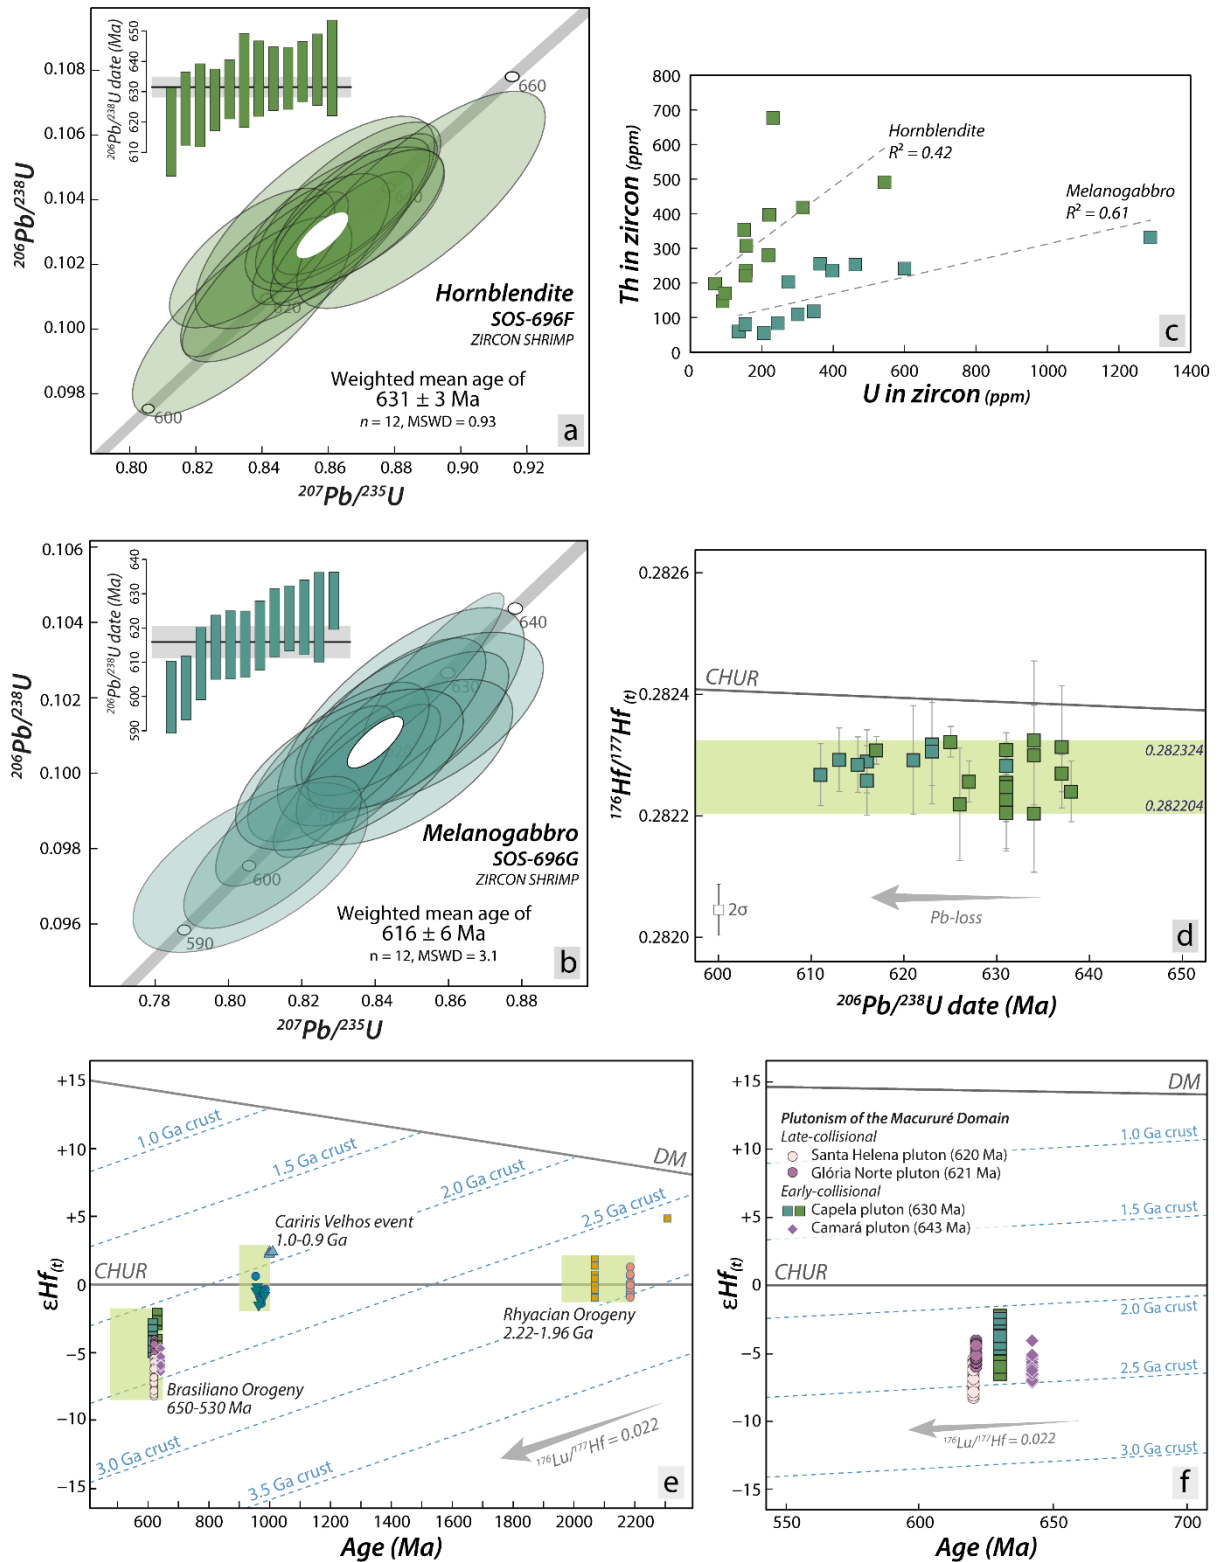 650
640
630
620
610
²⁰⁶Pb/²³⁸U date (Ma)
0.108
0.106
0.104
0.102
0.100
0.098
²⁰⁶Pb/²³⁸U
660
620
600
Hornblendite
SOS-696F
ZIRCON SHRIMP
Weighted mean age of
631 ± 3 Ma
n = 12, MSWD = 0.93
a
0.80 0.82 0.84 0.86 0.88 0.90 0.92
²⁰⁷Pb/²³⁵U
800
700
600
500
400
300
200
100
0
Th in zircon (ppm)
Hornblendite
R² = 0.42
Melanogabbro
R² = 0.61
c
0 200 400 600 800 1000 1200 1400
U in zircon (ppm)
640
630
620
610
600
590
²⁰⁶Pb/²³⁸U date (Ma)
0.106
0.104
0.102
0.100
0.098
0.096
²⁰⁶Pb/²³⁸U
640
630
600
590
Melanogabbro
SOS-696G
ZIRCON SHRIMP
Weighted mean age of
616 ± 6 Ma
n = 12, MSWD = 3.1
b
0.78 0.80 0.82 0.84 0.86 0.88
²⁰⁷Pb/²³⁵U
0.2826
0.2824
0.2822
0.2820
¹⁷⁶Hf/¹⁷⁷Hf (t)
CHUR
0.282324
0.282204
2σ
Pb-loss
d
600 610 620 630 640 650
²⁰⁶Pb/²³⁸U date (Ma)
+15
+10
+5
0
−5
−10
−15
εHf(t)
1.0 Ga crust
1.5 Ga crust
2.0 Ga crust
2.5 Ga crust
DM
Cariris Velhos event
1.0-0.9 Ga
CHUR
Rhyacian Orogeny
2.22-1.96 Ga
Brasiliano Orogeny
650-530 Ma
3.0 Ga crust
3.5 Ga crust
¹⁷⁶Lu/¹⁷⁷Hf = 0.022
e
600 800 1000 1200 1400 1600 1800 2000 2200
Age (Ma)
+15
+10
+5
0
−5
−10
−15
εHf(t)
DM
Plutonism of the Macururé Domain
Late-collisional
Santa Helena pluton (620 Ma)
Glória Norte pluton (621 Ma)
Early-collisional
Capela pluton (630 Ma)
Camará pluton (643 Ma)
1.0 Ga crust
1.5 Ga crust
CHUR
2.0 Ga crust
2.5 Ga crust
¹⁷⁶Lu/¹⁷⁷Hf = 0.022
3.0 Ga crust
f
550 600 650 700
Age (Ma)